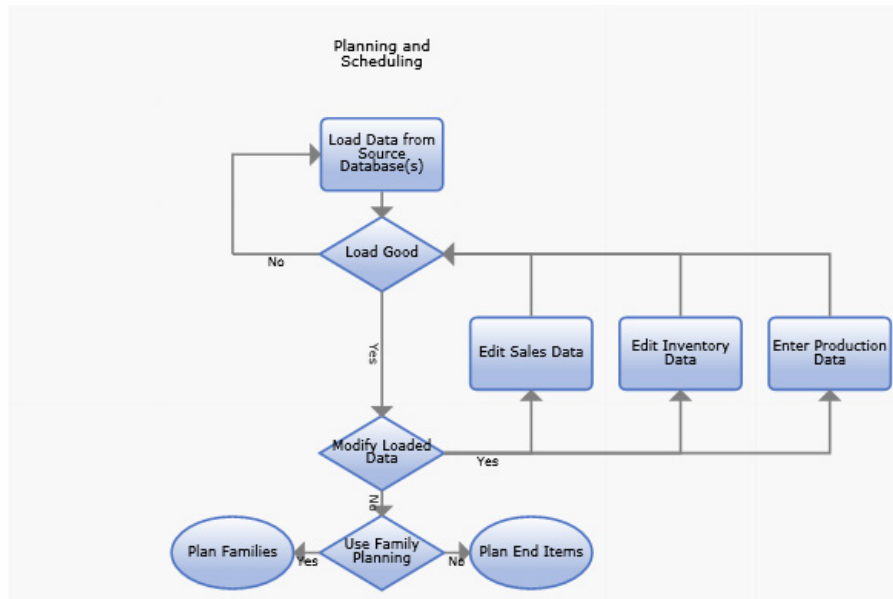 Planning and
Scheduling
Load Data from
Source
Database(s)
Load Good
No
Yes
Edit Sales Data
Edit Inventory
Data
Enter Production
Data
Modify Loaded
Data
Yes
No
Plan Families
Yes
Use Family
Planning
No
Plan End Items